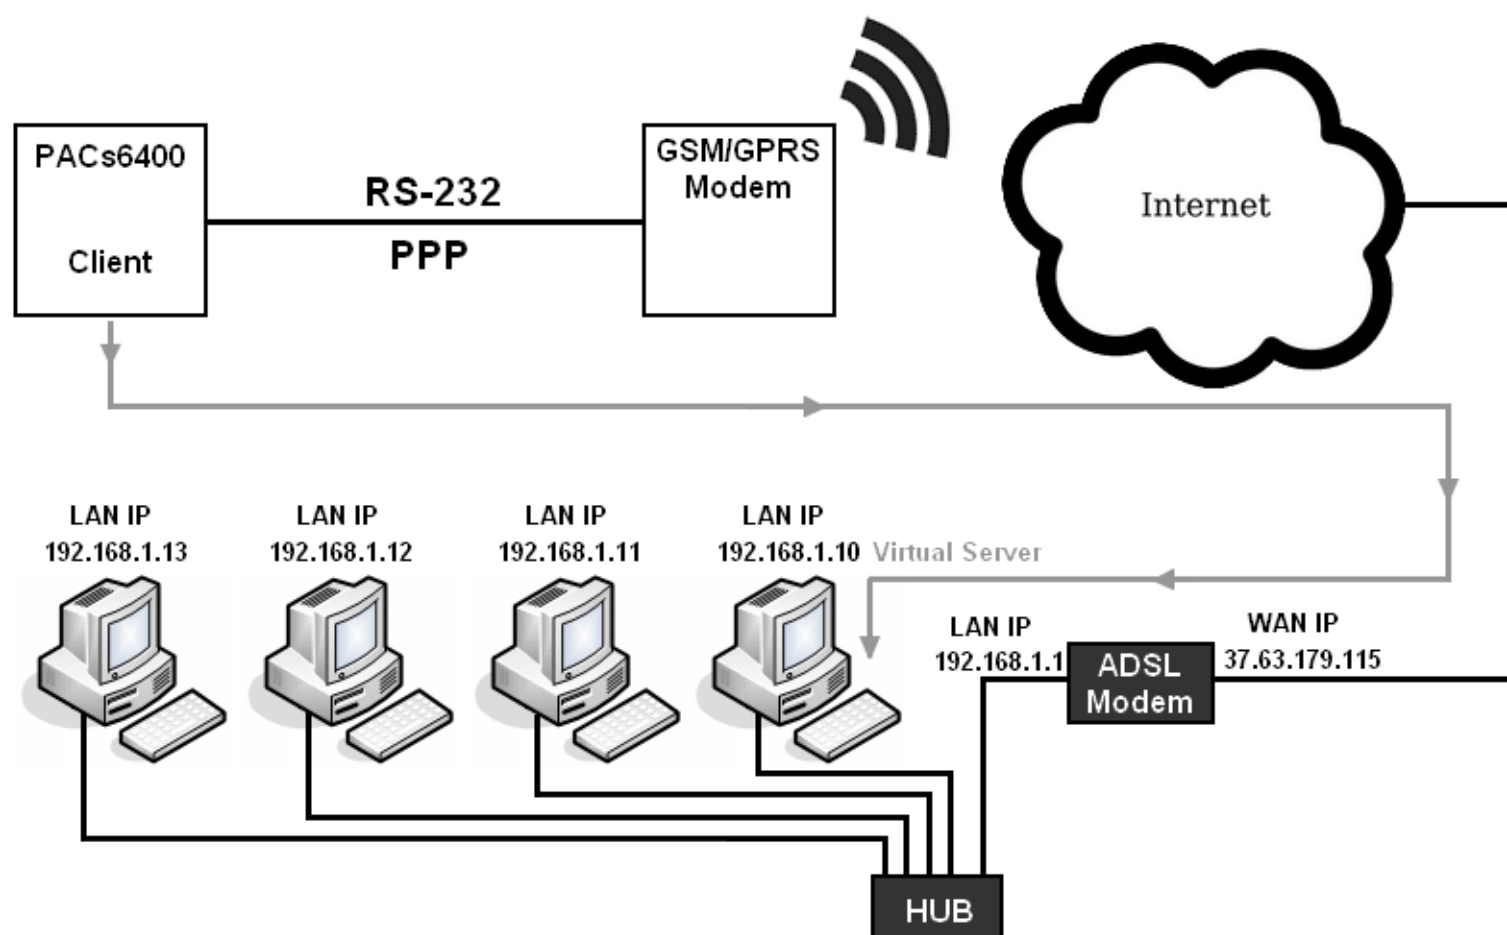 PACs6400
Client
RS-232
PPP
GSM/GPRS
Modem
Internet
LAN IP
192.168.1.13
LAN IP
192.168.1.12
LAN IP
192.168.1.11
LAN IP
192.168.1.10
Virtual Server
LAN IP
192.168.1.1
ADSL
Modem
WAN IP
37.63.179.115
HUB